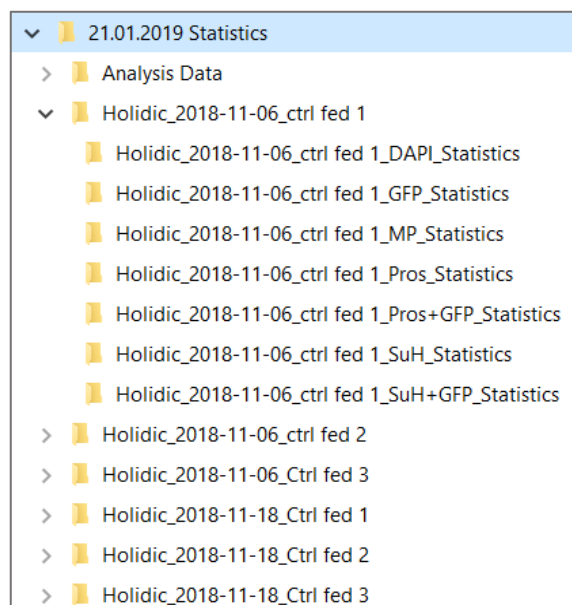 21.01.2019 Statistics
Analysis Data
Holidic_2018-11-06_ctrl fed 1
Holidic_2018-11-06_ctrl fed 1_DAPI_Statistics
Holidic_2018-11-06_ctrl fed 1_GFP_Statistics
Holidic_2018-11-06_ctrl fed 1_MP_Statistics
Holidic_2018-11-06_ctrl fed 1_Pros_Statistics
Holidic_2018-11-06_ctrl fed 1_Pros+GFP_Statistics
Holidic_2018-11-06_ctrl fed 1_SuH_Statistics
Holidic_2018-11-06_ctrl fed 1_SuH+GFP_Statistics
Holidic_2018-11-06_ctrl fed 2
Holidic_2018-11-06_Ctrl fed 3
Holidic_2018-11-18_Ctrl fed 1
Holidic_2018-11-18_Ctrl fed 2
Holidic_2018-11-18_Ctrl fed 3